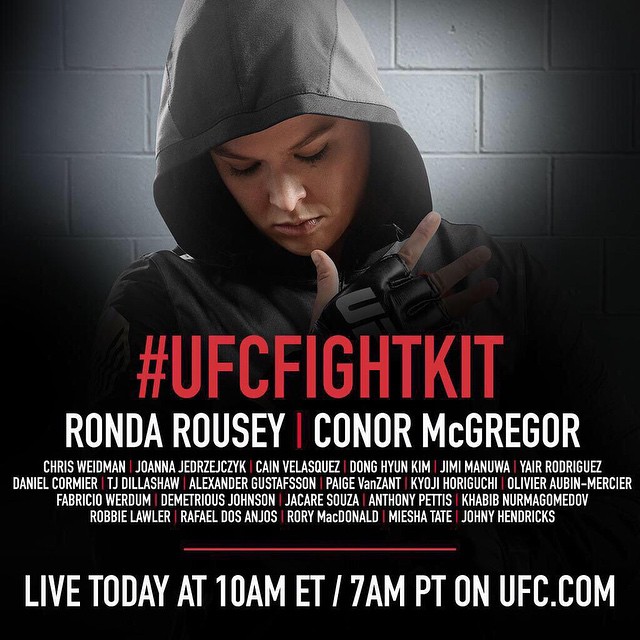 #UFCFIGHTKIT
RONDA ROUSEY | CONOR McGREGOR
CHRIS WEIDMAN | JOANNA JEDRZEJCZYK | CAIN VELASQUEZ | DONG HYUN KIM | JIMI MANUWA | YAIR RODRIGUEZ
DANIEL CORMIER | TJ DILLASHAW | ALEXANDER GUSTAFSSON | PAIGE VanZANT | KYOJI HORIGUCHI | OLIVIER AUBIN-MERCIER
FABRICIO WERDUM | DEMETRIOUS JOHNSON | JACARE SOUZA | ANTHONY PETTIS | KHABIB NURMAGOMEDOV
ROBBIE LAWLER | RAFAEL DOS ANJOS | RORY MacDONALD | MIESHA TATE | JOHNY HENDRICKS
LIVE TODAY AT 10AM ET / 7AM PT ON UFC.COM